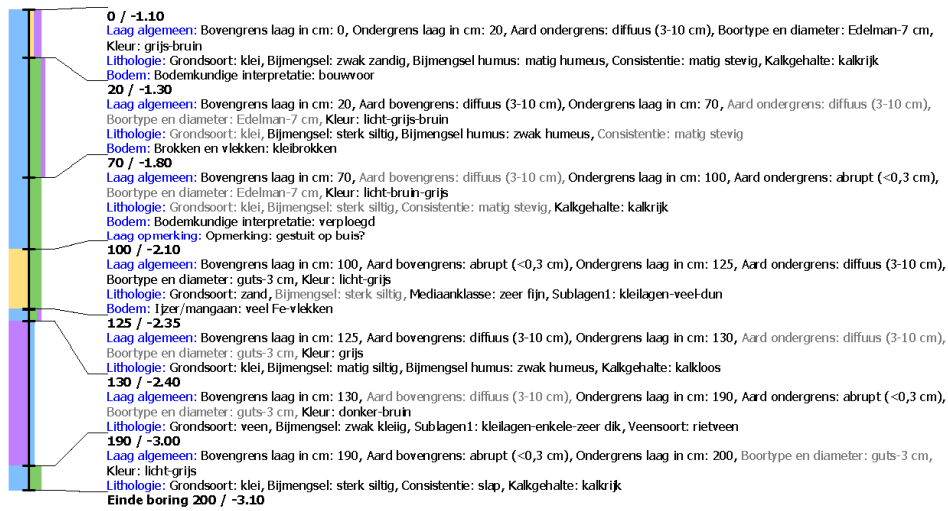 0 / -1.10
Laag algemeen: Bovengrens laag in cm: 0, Ondergrens laag in cm: 20, Aard ondergrens: diffuus (3-10 cm), Boortype en diameter: Edelman-7 cm,
Kleur: grijs-bruin
Lithologie: Grondsoort: klei, Bijmengsel: zwak zandig, Bijmengsel humus: matig humeus, Consistentie: matig stevig, Kalkgehalte: kalkrijk
Bodem: Bodemkundige interpretatie: bouwvoor
20 / -1.30
Laag algemeen: Bovengrens laag in cm: 20, Aard bovengrens: diffuus (3-10 cm), Ondergrens laag in cm: 70, Aard ondergrens: diffuus (3-10 cm),
Boortype en diameter: Edelman-7 cm, Kleur: licht-grijs-bruin
Lithologie: Grondsoort: klei, Bijmengsel: sterk siltig, Bijmengsel humus: zwak humeus, Consistentie: matig stevig
Bodem: Brokken en vlekken: kleibrokken
70 / -1.80
Laag algemeen: Bovengrens laag in cm: 70, Aard bovengrens: diffuus (3-10 cm), Ondergrens laag in cm: 100, Aard ondergrens: abrupt (<0,3 cm),
Boortype en diameter: Edelman-7 cm, Kleur: licht-bruin-grijs
Lithologie: Grondsoort: klei, Bijmengsel: sterk siltig, Consistentie: matig stevig, Kalkgehalte: kalkrijk
Bodem: Bodemkundige interpretatie: verploegd
Laag opmerking: Opmerking: gestuit op buis?
100 / -2.10
Laag algemeen: Bovengrens laag in cm: 100, Aard bovengrens: abrupt (<0,3 cm), Ondergrens laag in cm: 125, Aard ondergrens: diffuus (3-10 cm),
Boortype en diameter: guts-3 cm, Kleur: licht-grijs
Lithologie: Grondsoort: zand, Bijmengsel: sterk siltig, Mediaanklasse: zeer fijn, Sublagen1: kleilagen-veel-dun
Bodem: Ijzer/mangaan: veel Fe-vlekken
125 / -2.35
Laag algemeen: Bovengrens laag in cm: 125, Aard bovengrens: diffuus (3-10 cm), Ondergrens laag in cm: 130, Aard ondergrens: diffuus (3-10 cm),
Boortype en diameter: guts-3 cm, Kleur: grijs
Lithologie: Grondsoort: klei, Bijmengsel: matig siltig, Bijmengsel humus: zwak humeus, Kalkgehalte: kalkloos
130 / -2.40
Laag algemeen: Bovengrens laag in cm: 130, Aard bovengrens: diffuus (3-10 cm), Ondergrens laag in cm: 190, Aard ondergrens: abrupt (<0,3 cm),
Boortype en diameter: guts-3 cm, Kleur: donker-bruin
Lithologie: Grondsoort: veen, Bijmengsel: zwak kleiig, Sublagen1: kleilagen-enkele-zeer dik, Veensoort: rietveen
190 / -3.00
Laag algemeen: Bovengrens laag in cm: 190, Aard bovengrens: abrupt (<0,3 cm), Ondergrens laag in cm: 200, Boortype en diameter: guts-3 cm,
Kleur: licht-grijs
Lithologie: Grondsoort: klei, Bijmengsel: sterk siltig, Consistentie: slap, Kalkgehalte: kalkrijk
Einde boring 200 / -3.10